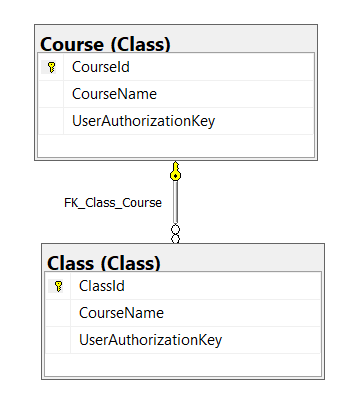 Course (Class)
CourseId
CourseName
UserAuthorizationKey
FK_Class_Course
Class (Class)
ClassId
CourseName
UserAuthorizationKey